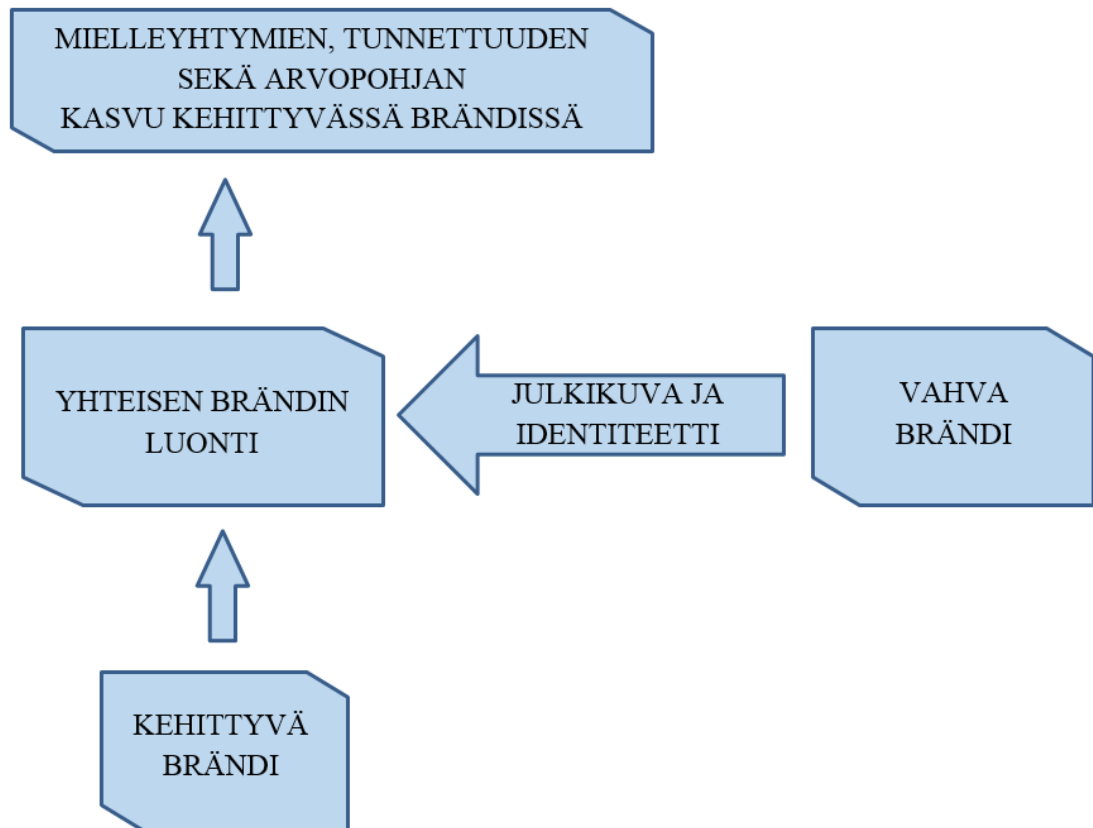 MIELLEYHTYMIEN, TUNNETTUUDEN
SEKÄ ARVOPOHJAN
KASVU KEHITTYVÄSSÄ BRÄNDISSÄ
YHTEISEN BRÄNDIN
LUONTI
JULKIKUVA JA
IDENTITEETTI
VAHVA
BRÄNDI
KEHITTYVÄ
BRÄNDI